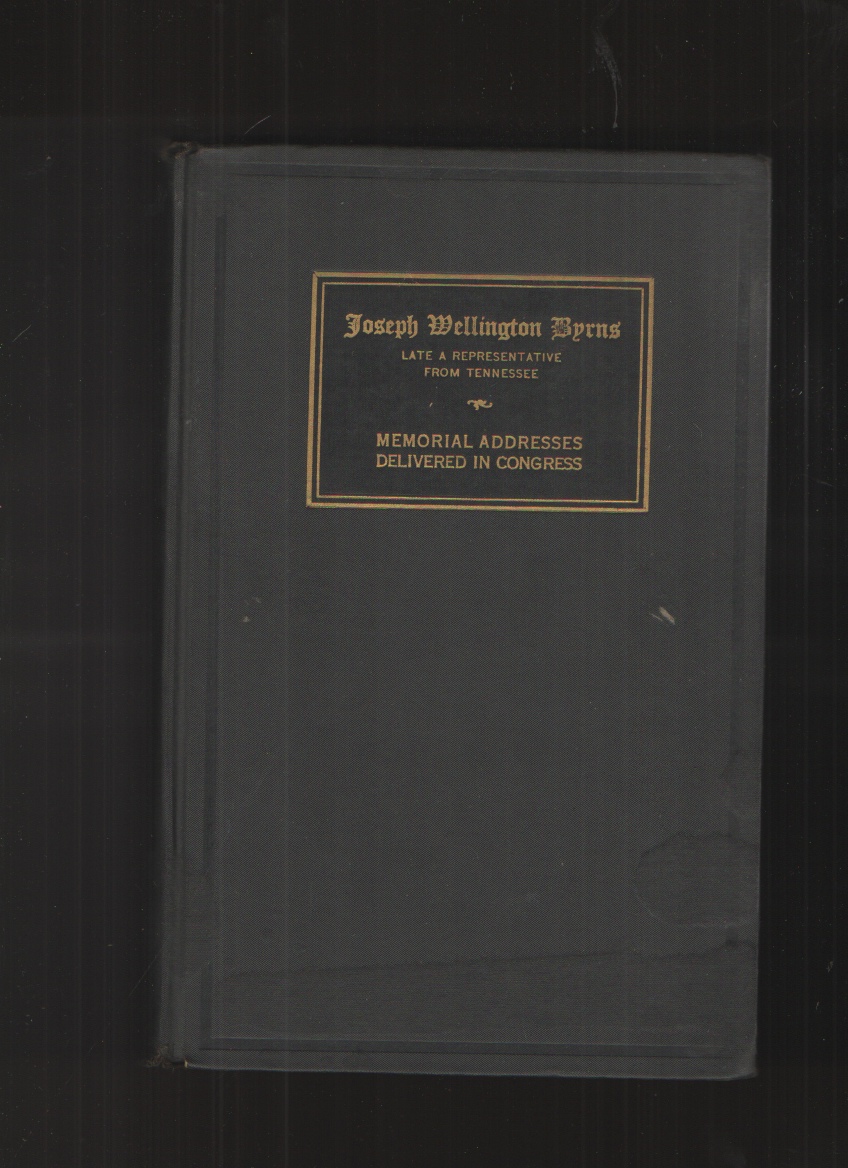 Joseph Wellington Byrns
LATE A REPRESENTATIVE
FROM TENNESSEE
MEMORIAL ADDRESSES
DELIVERED IN CONGRESS